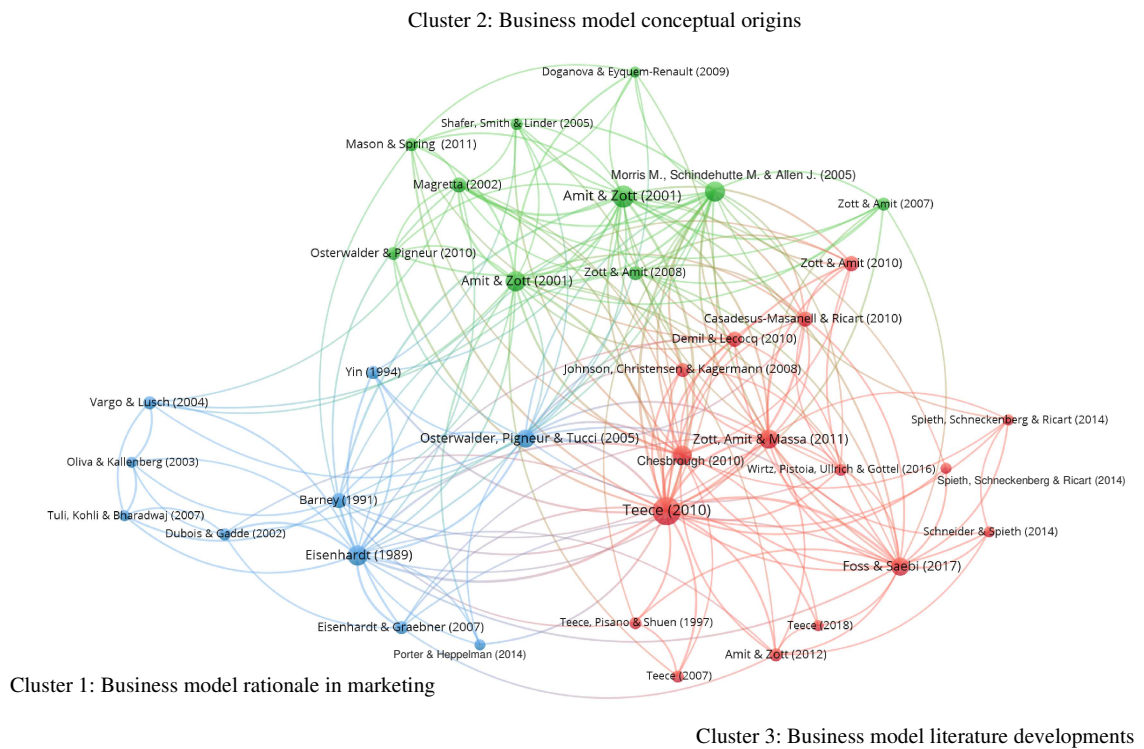 Cluster 2: Business model conceptual origins
Doganova & Eyquem-Renault (2009)
Shafer, Smith & Linder (2005)
Mason & Spring (2011)
Morris M., Schindehutte M. & Allen J. (2005)
Magretta (2002)
Amit & Zott (2001)
Zott & Amit (2007)
Osterwalder & Pigneur (2010)
Zott & Amit (2010)
Zott & Amit (2008)
Amit & Zott (2001)
Casadesus-Masanell & Ricart (2010)
Demil & Lecocq (2010)
Johnson, Christensen & Kagermann (2008)
Yin (1994)
Vargo & Lusch (2004)
Spieth, Schneckenberg & Ricart (2014)
Osterwalder, Pigneur & Tucci (2005)
Zott, Amit & Massa (2011)
Chesbrough (2010)
Oliva & Kallenberg (2003)
Wirtz, Pistoia, Ullrich & Gottel (2016)
Spieth, Schneckenberg & Ricart (2014)
Barney (1991)
Teece (2010)
Tuli, Kohli & Bharadwaj (2007)
Dubois & Gadde (2002)
Schneider & Spieth (2014)
Eisenhardt (1989)
Foss & Saebi (2017)
Teece, Pisano & Shuen (1997)
Teece (2018)
Eisenhardt & Graebner (2007)
Porter & Heppelman (2014)
Amit & Zott (2012)
Teece (2007)
Cluster 1: Business model rationale in marketing
Cluster 3: Business model literature developments